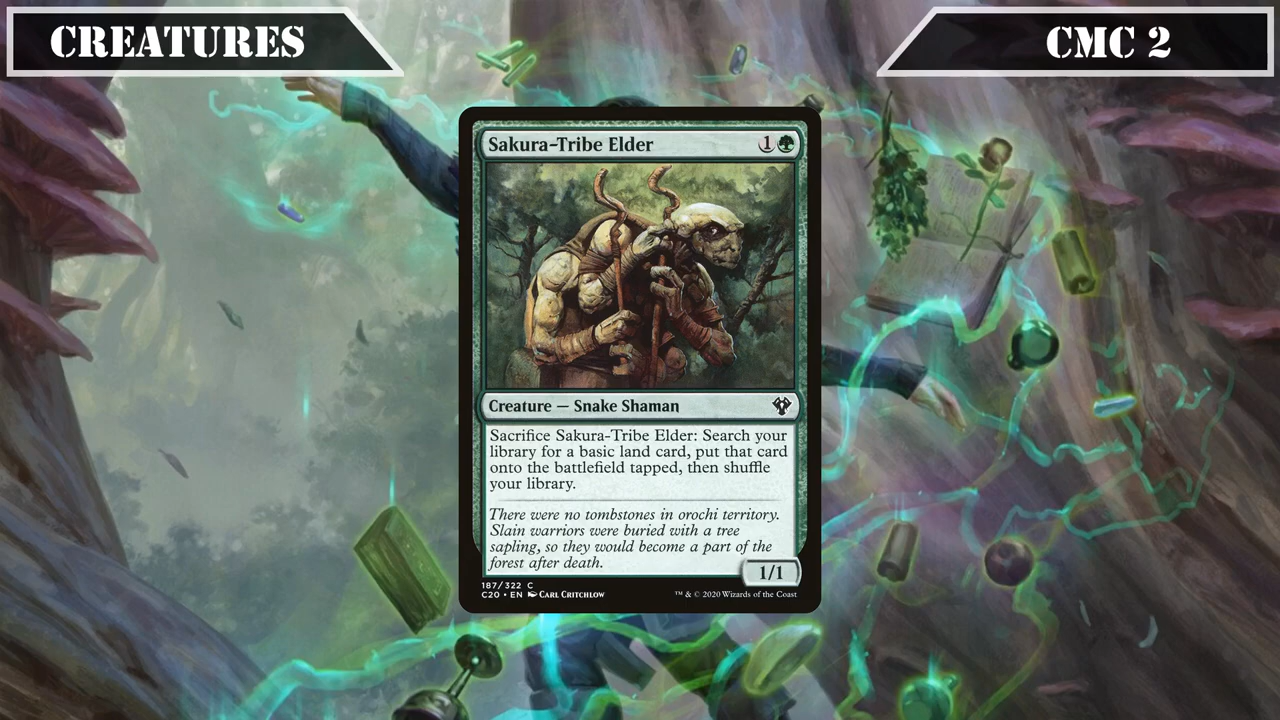 CREATURES
CMC 2
Sakura-Tribe Elder
1
Creature — Snake Shaman
Sacrifice Sakura-Tribe Elder: Search your
library for a basic land card, put that card
onto the battlefield tapped, then shuffle
your library.
There were no tombstones in orochi territory.
Slain warriors were buried with a tree
sapling, so they would become a part of the
forest after death.
1/1
187/322 C
C20 • EN CARL CRITCHLOW
™ & © 2020 Wizards of the Coast